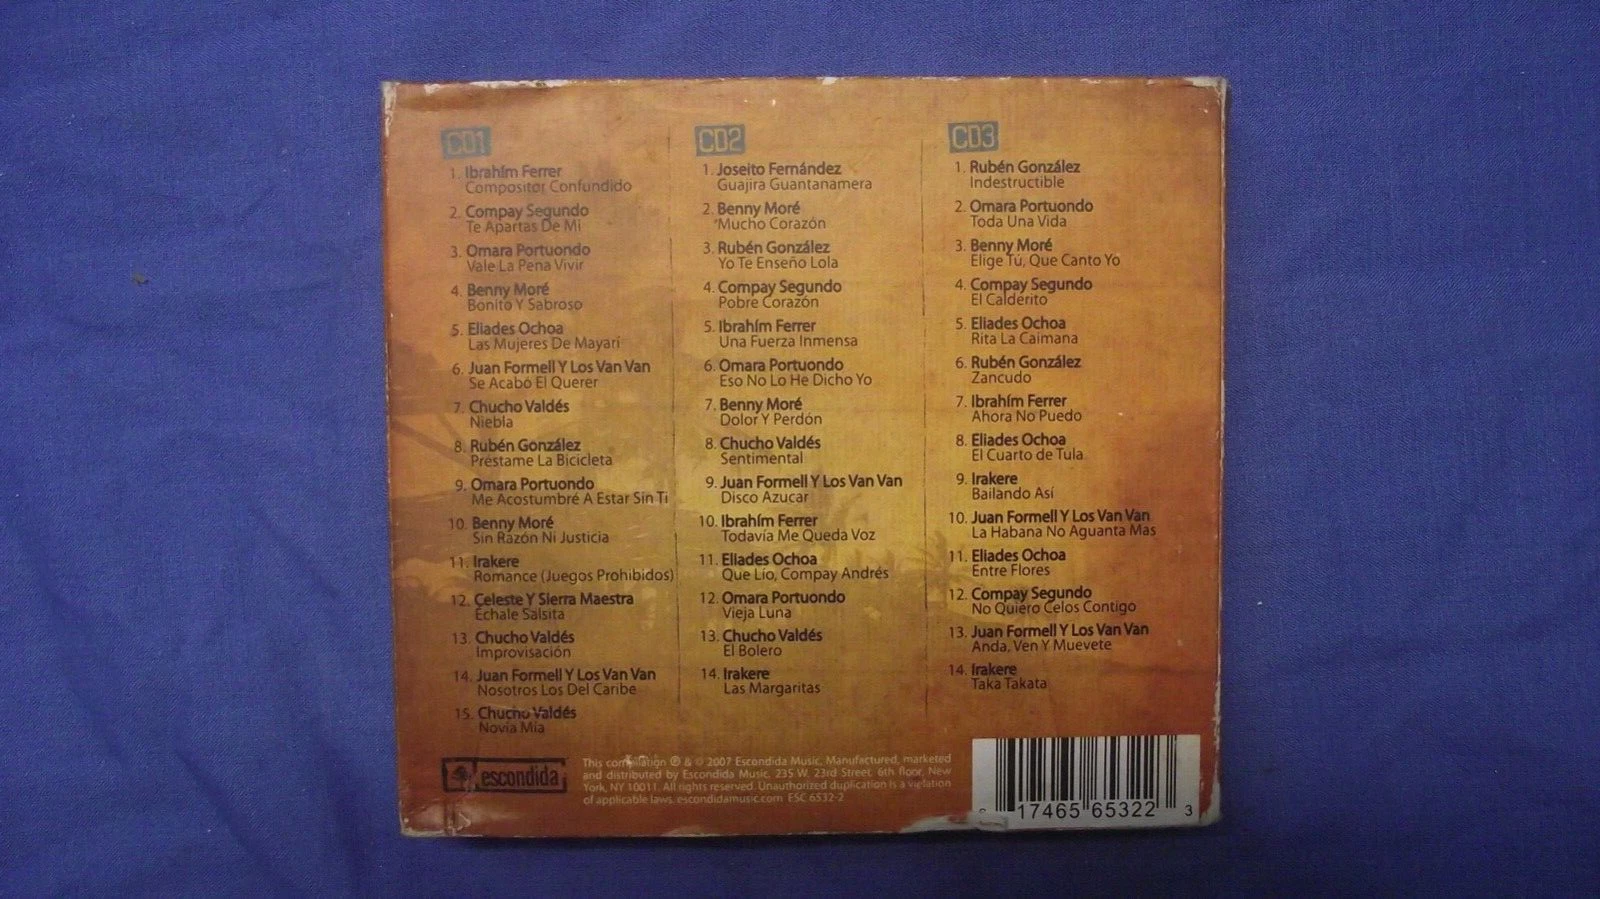 CD1
1. Ibrahím Ferrer
Compositor Confundido
2. Compay Segundo
Te Apartas De Mi
3. Omara Portuondo
Vale La Pena Vivir
4. Benny Moré
Bonito Y Sabroso
5. Eliades Ochoa
Las Mujeres De Mayarí
6. Juan Formell Y Los Van Van
Se Acabó El Querer
7. Chucho Valdés
Niebla
8. Rubén González
Préstame La Bicicleta
9. Omara Portuondo
Me Acostumbré A Estar Sin Ti
10. Benny Moré
Sin Razón Ni Justicia
11. Irakere
Romance (Juegos Prohibidos)
12. Celeste Y Sierra Maestra
Échale Salsita
13. Chucho Valdés
Improvisación
14. Juan Formell Y Los Van Van
Nosotros Los Del Caribe
15. Chucho Valdés
Novia Mía
CD2
1. Joseito Fernández
Guajira Guantanamera
2. Benny Moré
Mucho Corazón
3. Rubén González
Yo Te Enseño Lola
4. Compay Segundo
Pobre Corazón
5. Ibrahím Ferrer
Una Fuerza Inmensa
6. Omara Portuondo
Eso No Lo He Dicho Yo
7. Benny Moré
Dolor Y Perdón
8. Chucho Valdés
Sentimental
9. Juan Formell Y Los Van Van
Disco Azucar
10. Ibrahím Ferrer
Todavía Me Queda Voz
11. Eliades Ochoa
Que Lío, Compay Andrés
12. Omara Portuondo
Vieja Luna
13. Chucho Valdés
El Bolero
14. Irakere
Las Margaritas
CD3
1. Rubén González
Indestructible
2. Omara Portuondo
Toda Una Vida
3. Benny Moré
Elige Tú, Que Canto Yo
4. Compay Segundo
El Calderito
5. Eliades Ochoa
Rita La Caimana
6. Rubén González
Zancudo
7. Ibrahím Ferrer
Ahora No Puedo
8. Eliades Ochoa
El Cuarto de Tula
9. Irakere
Bailando Así
10. Juan Formell Y Los Van Van
La Habana No Aguanta Mas
11. Eliades Ochoa
Entre Flores
12. Compay Segundo
No Quiero Celos Contigo
13. Juan Formell Y Los Van Van
Anda, Ven Y Muevete
14. Irakere
Taka Takata
escondida
This compilation ℗ & © 2007 Escondida Music, Manufactured, marketed
and distributed by Escondida Music, 235 W. 23rd Street, 6th floor, New
York, NY 10011. All rights reserved. Unauthorized duplication is a violation
of applicable laws. escondidamusic.com ESC 6532-2
17465 65322 3